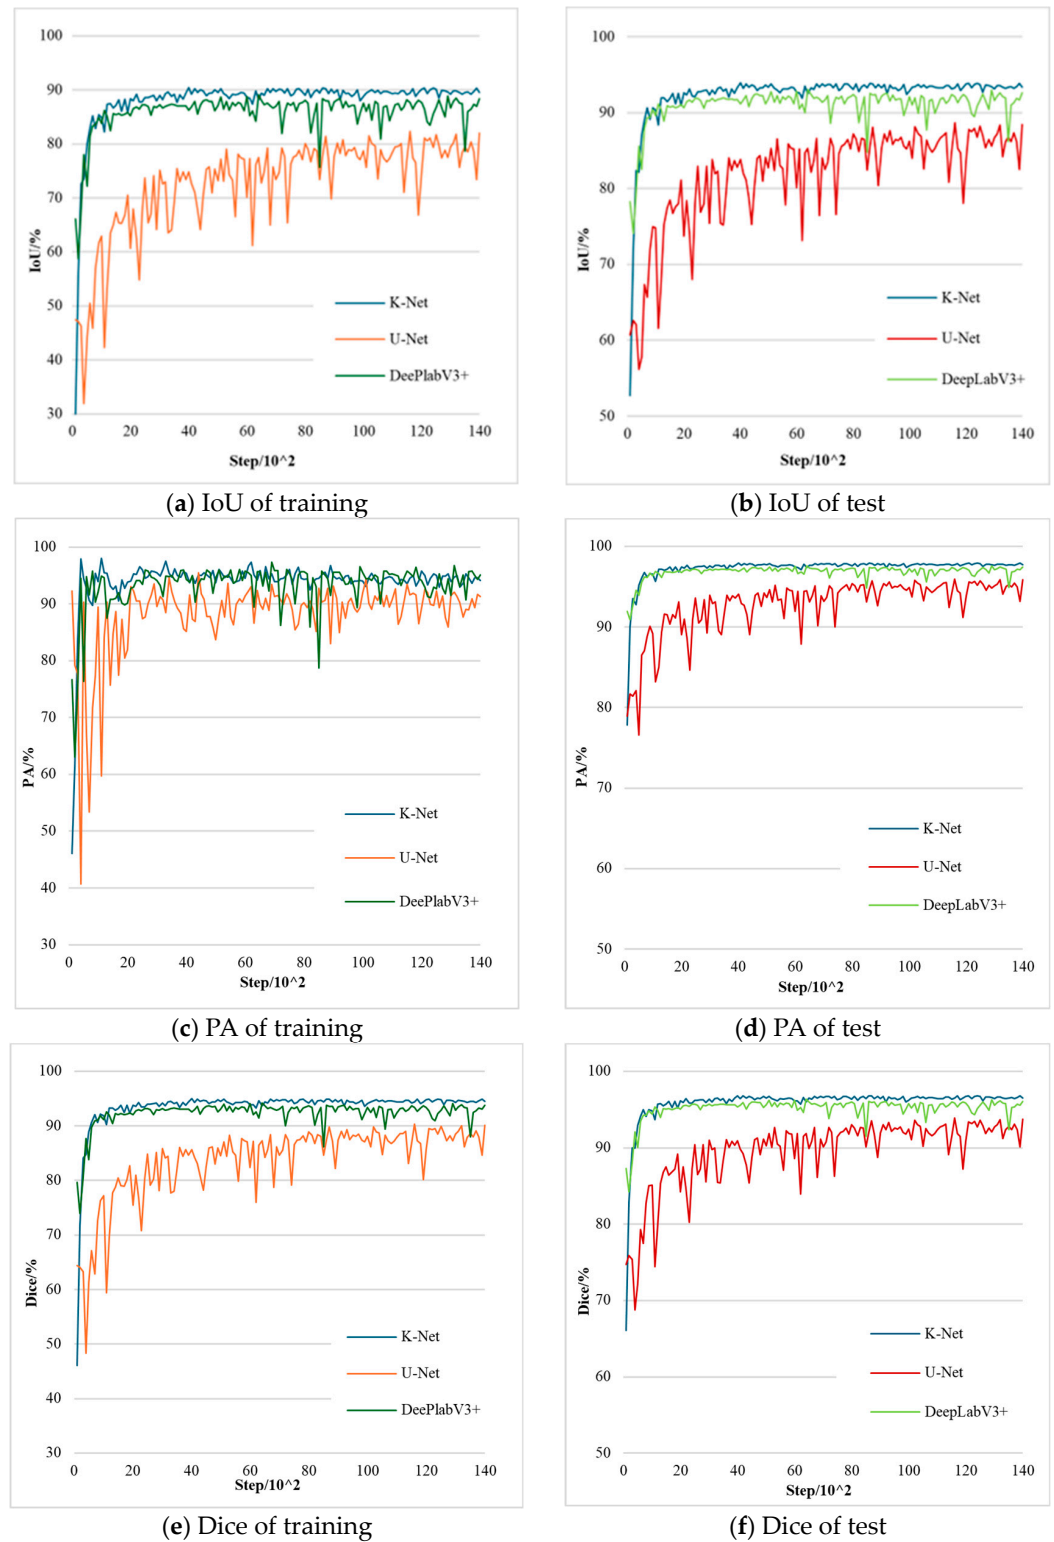 100
90
80
70
60
50
40
30
IoU/%
0 20 40 60 80 100 120 140
Step/10^2
K-Net
U-Net
DeePlabV3+
(a) IoU of training
100
90
80
70
60
50
IoU/%
0 20 40 60 80 100 120 140
Step/10^2
K-Net
U-Net
DeepLabV3+
(b) IoU of test
100
90
80
70
60
50
40
30
PA/%
0 20 40 60 80 100 120 140
Step/10^2
K-Net
U-Net
DeePlabV3+
(c) PA of training
100
90
80
70
60
50
PA/%
0 20 40 60 80 100 120 140
Step/10^2
K-Net
U-Net
DeepLabV3+
(d) PA of test
100
90
80
70
60
50
40
30
Dice/%
0 20 40 60 80 100 120 140
Step/10^2
K-Net
U-Net
DeePlabV3+
(e) Dice of training
100
90
80
70
60
50
Dice/%
0 20 40 60 80 100 120 140
Step/10^2
K-Net
U-Net
DeepLabV3+
(f) Dice of test